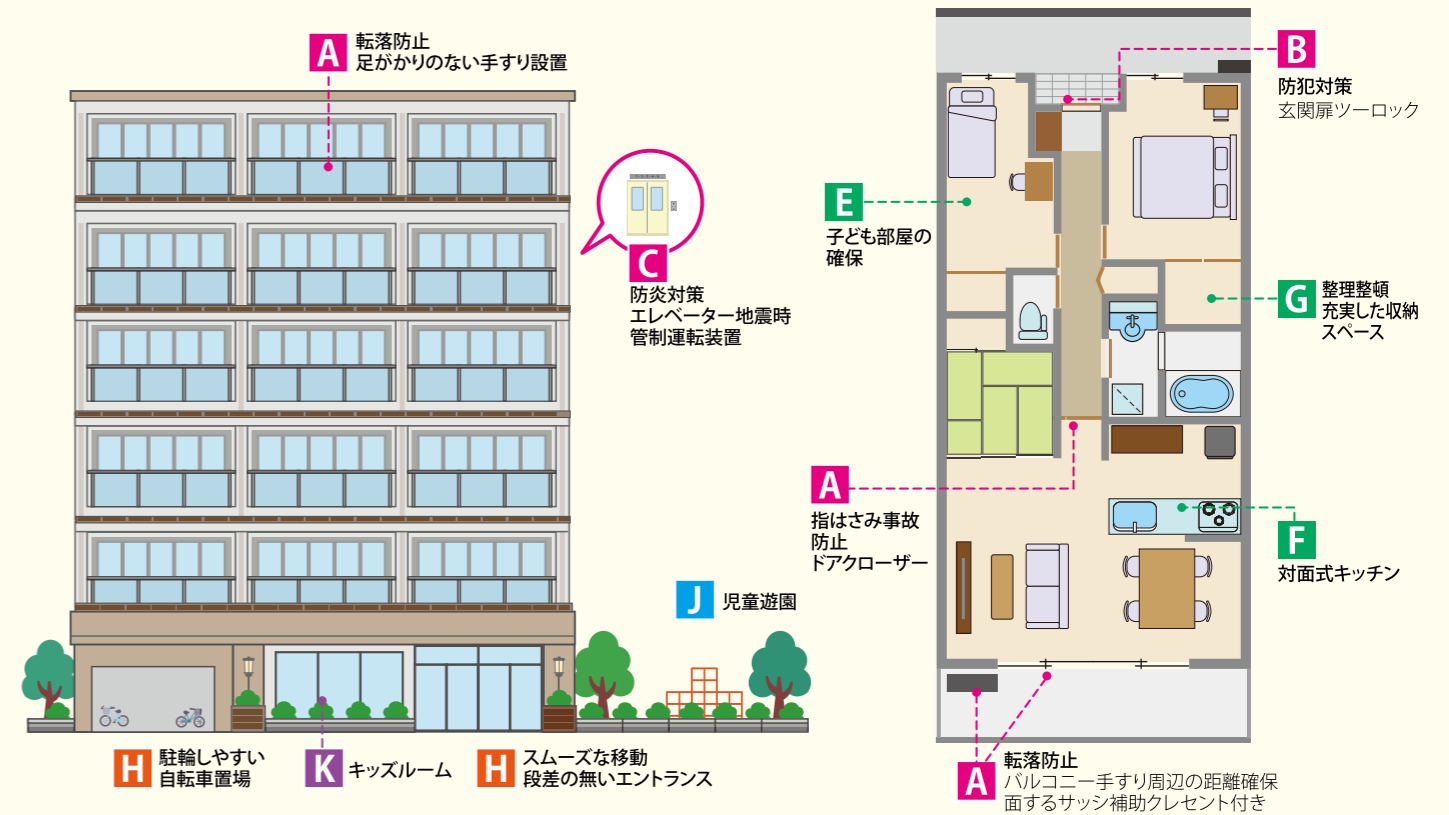 A
転落防止
足がかりのない手すり設置
C
防炎対策
エレベーター地震時
管制運転装置
J
児童遊園
H
駐輪しやすい
自転車置場
K
キッズルーム
H
スムーズな移動
段差の無いエントランス
B
防犯対策
玄関扉ツーロック
E
子ども部屋の
確保
G
整理整頓
充実した収納
スペース
A
指はさみ事故
防止
ドアクローザー
F
対面式キッチン
A
転落防止
バルコニー手すり周辺の距離確保
面するサッシ補助クレセント付き